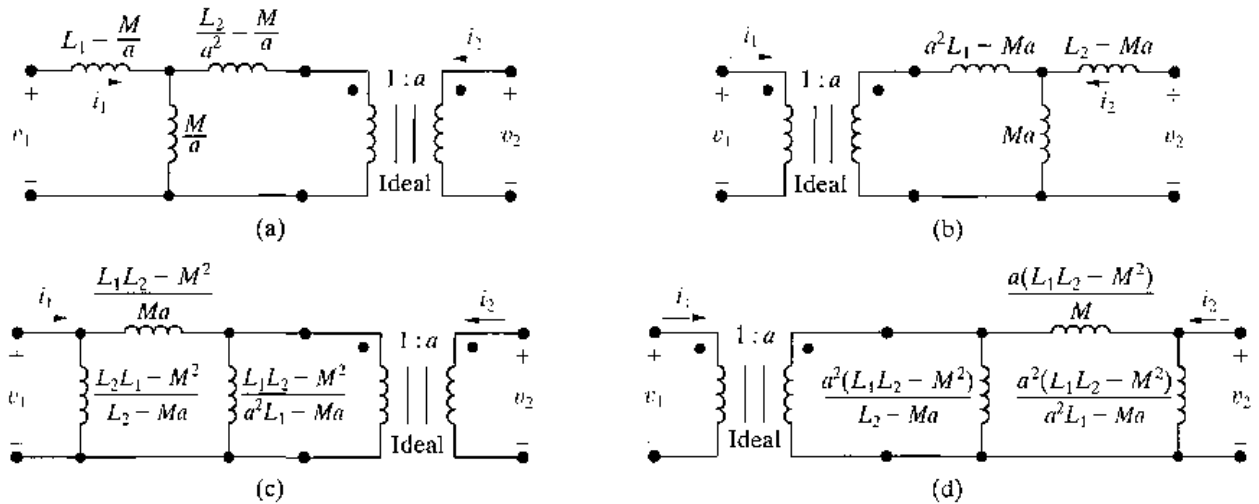 L₁ − M/a
L₂/a² − M/a
i₁
M/a
+
v₁
−
1 : a
Ideal
i₂
+
v₂
−
(a)
i₁
+
v₁
−
1 : a
Ideal
a²L₁ − Ma
L₂ − Ma
i₂
Ma
+
v₂
−
(b)
i₁
(L₁L₂ − M²)/Ma
+
v₁
−
(L₂L₁ − M²)/(L₂ − Ma)
(L₁L₂ − M²)/(a²L₁ − Ma)
1 : a
Ideal
i₂
+
v₂
−
(c)
i₁
+
v₁
−
1 : a
Ideal
a(L₁L₂ − M²)/M
a²(L₁L₂ − M²)/(L₂ − Ma)
a²(L₁L₂ − M²)/(a²L₁ − Ma)
i₂
+
v₂
−
(d)